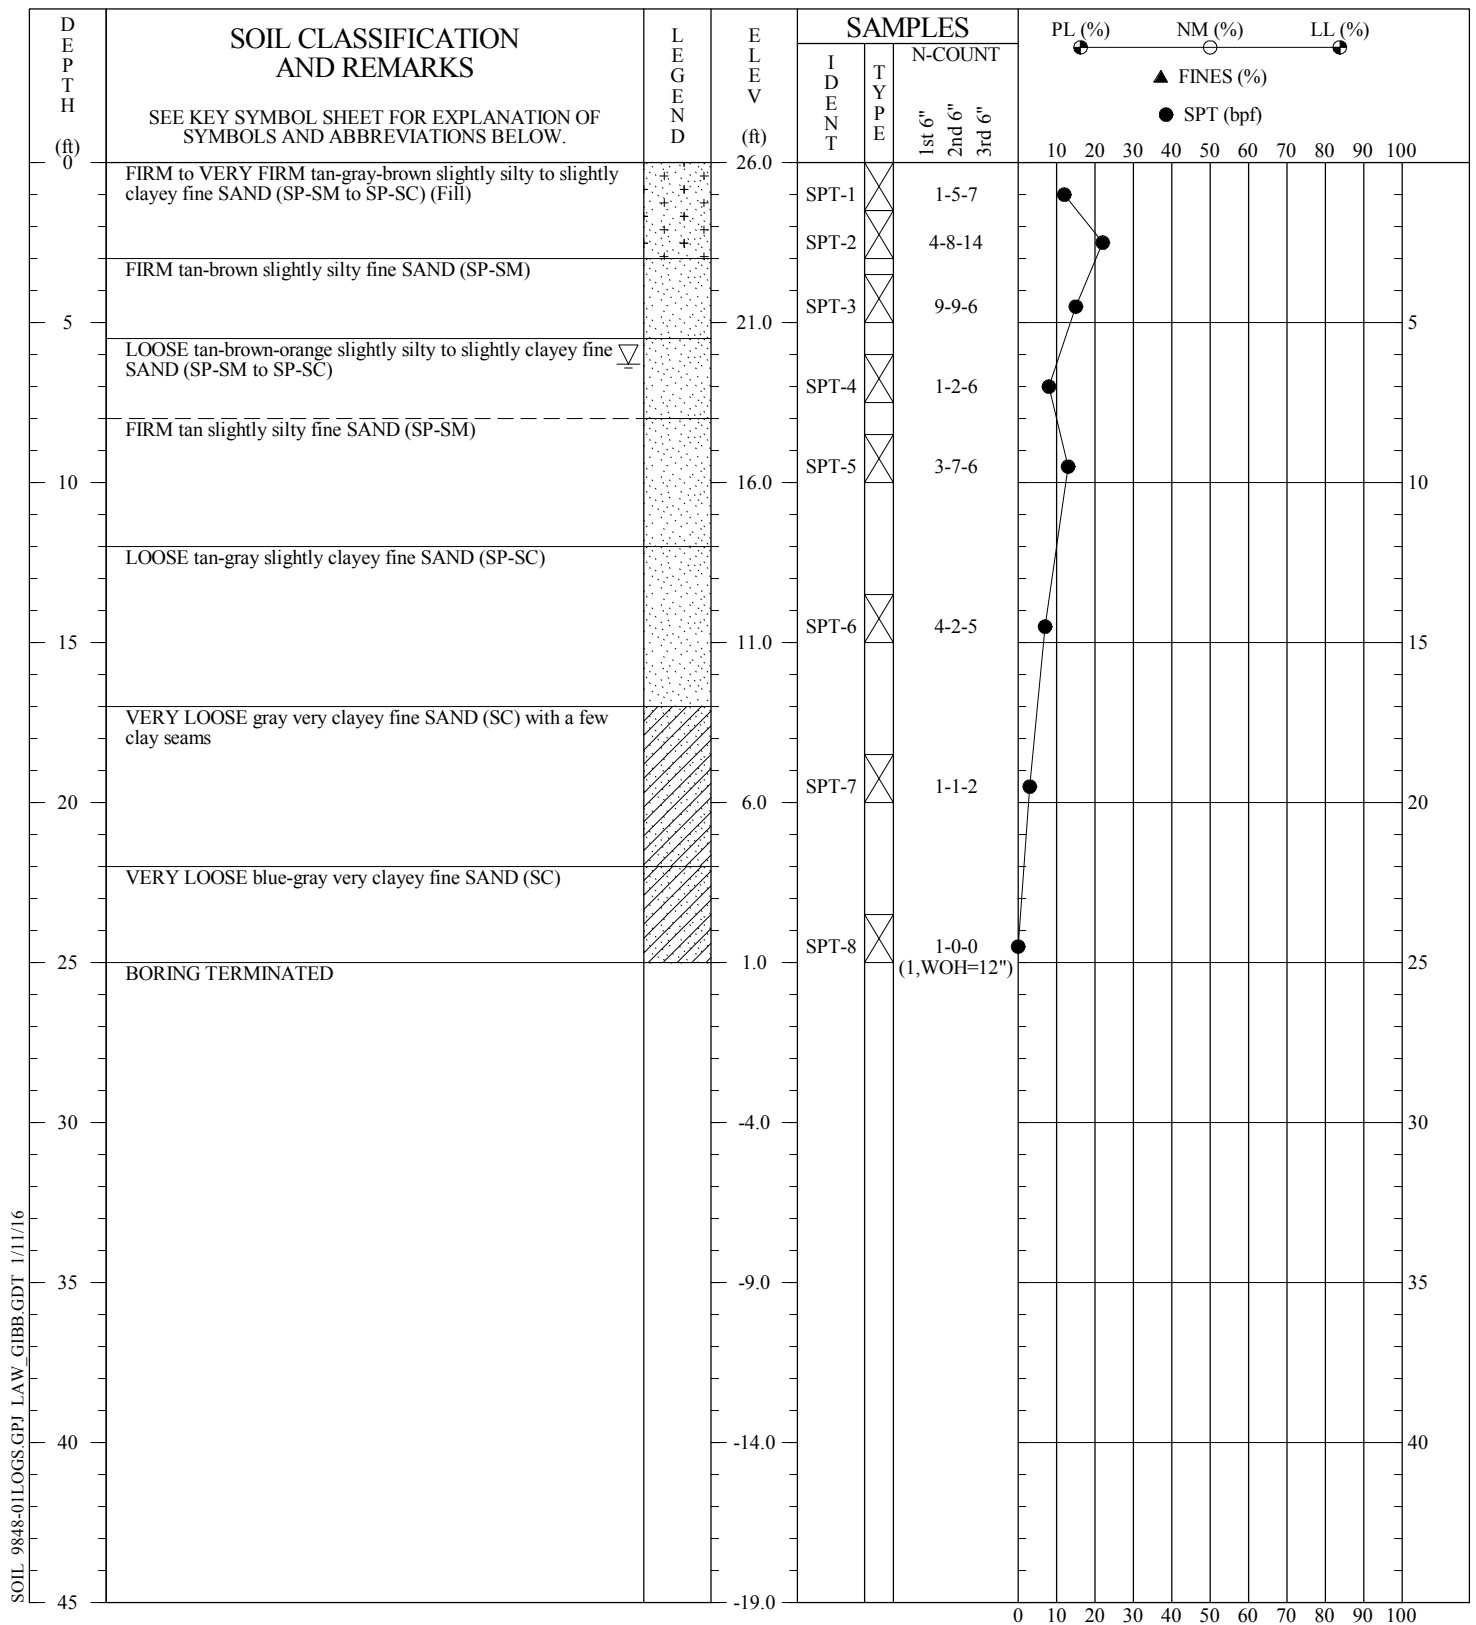 DEPTH
(ft)
SOIL CLASSIFICATION
AND REMARKS
SEE KEY SYMBOL SHEET FOR EXPLANATION OF
SYMBOLS AND ABBREVIATIONS BELOW.
LEGEND
ELEV
(ft)
SAMPLES
IDENT
TYPE
N-COUNT
1st 6"
2nd 6"
3rd 6"
PL (%) NM (%) LL (%)
▲ FINES (%)
● SPT (bpf)
10 20 30 40 50 60 70 80 90 100
0 26.0
FIRM to VERY FIRM tan-gray-brown slightly silty to slightly
clayey fine SAND (SP-SM to SP-SC) (Fill)
SPT-1 1-5-7
SPT-2 4-8-14
FIRM tan-brown slightly silty fine SAND (SP-SM)
SPT-3 9-9-6
5 21.0 5
LOOSE tan-brown-orange slightly silty to slightly clayey fine
SAND (SP-SM to SP-SC)
SPT-4 1-2-6
FIRM tan slightly silty fine SAND (SP-SM)
SPT-5 3-7-6
10 16.0 10
LOOSE tan-gray slightly clayey fine SAND (SP-SC)
SPT-6 4-2-5
15 11.0 15
VERY LOOSE gray very clayey fine SAND (SC) with a few
clay seams
SPT-7 1-1-2
20 6.0 20
VERY LOOSE blue-gray very clayey fine SAND (SC)
SPT-8 1-0-0
(1,WOH=12")
25 1.0 25
BORING TERMINATED
30 -4.0 30
35 -9.0 35
40 -14.0 40
45 -19.0
0 10 20 30 40 50 60 70 80 90 100
SOIL 9848-01LOGS.GPJ LAW_GIBB.GDT 1/11/16